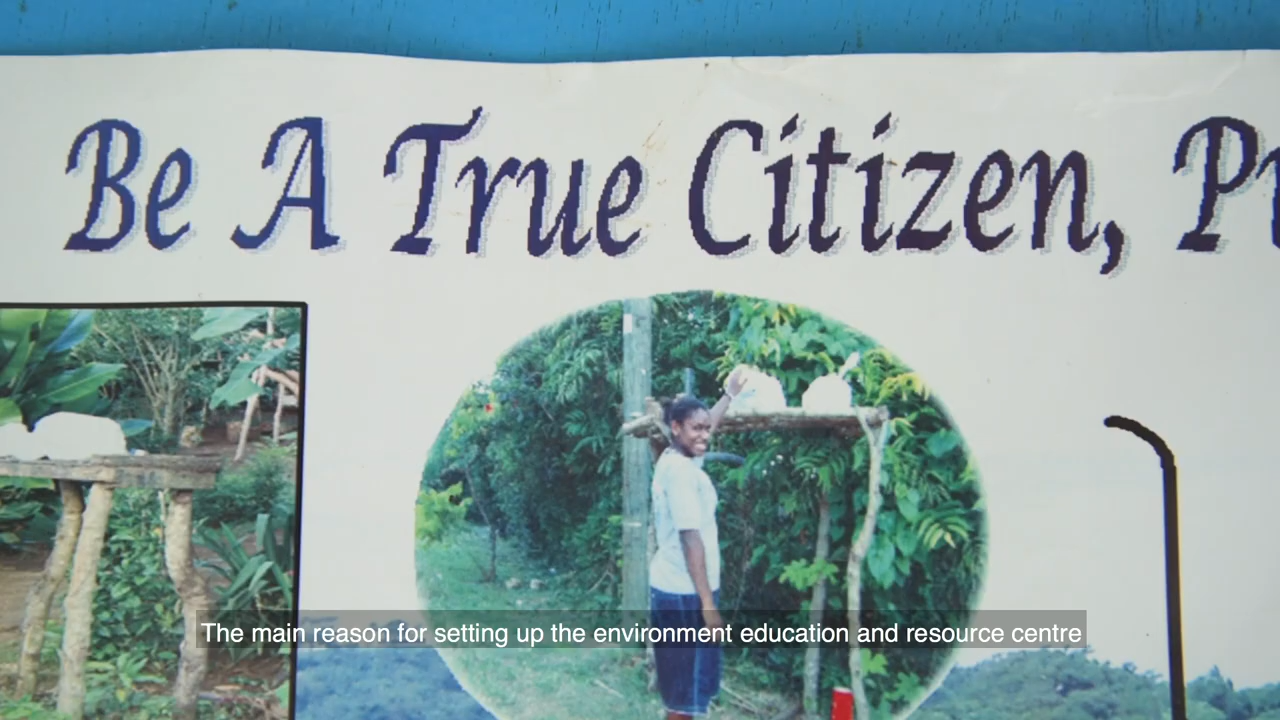 Be A True Citizen,
The main reason for setting up the environment education and resource centre